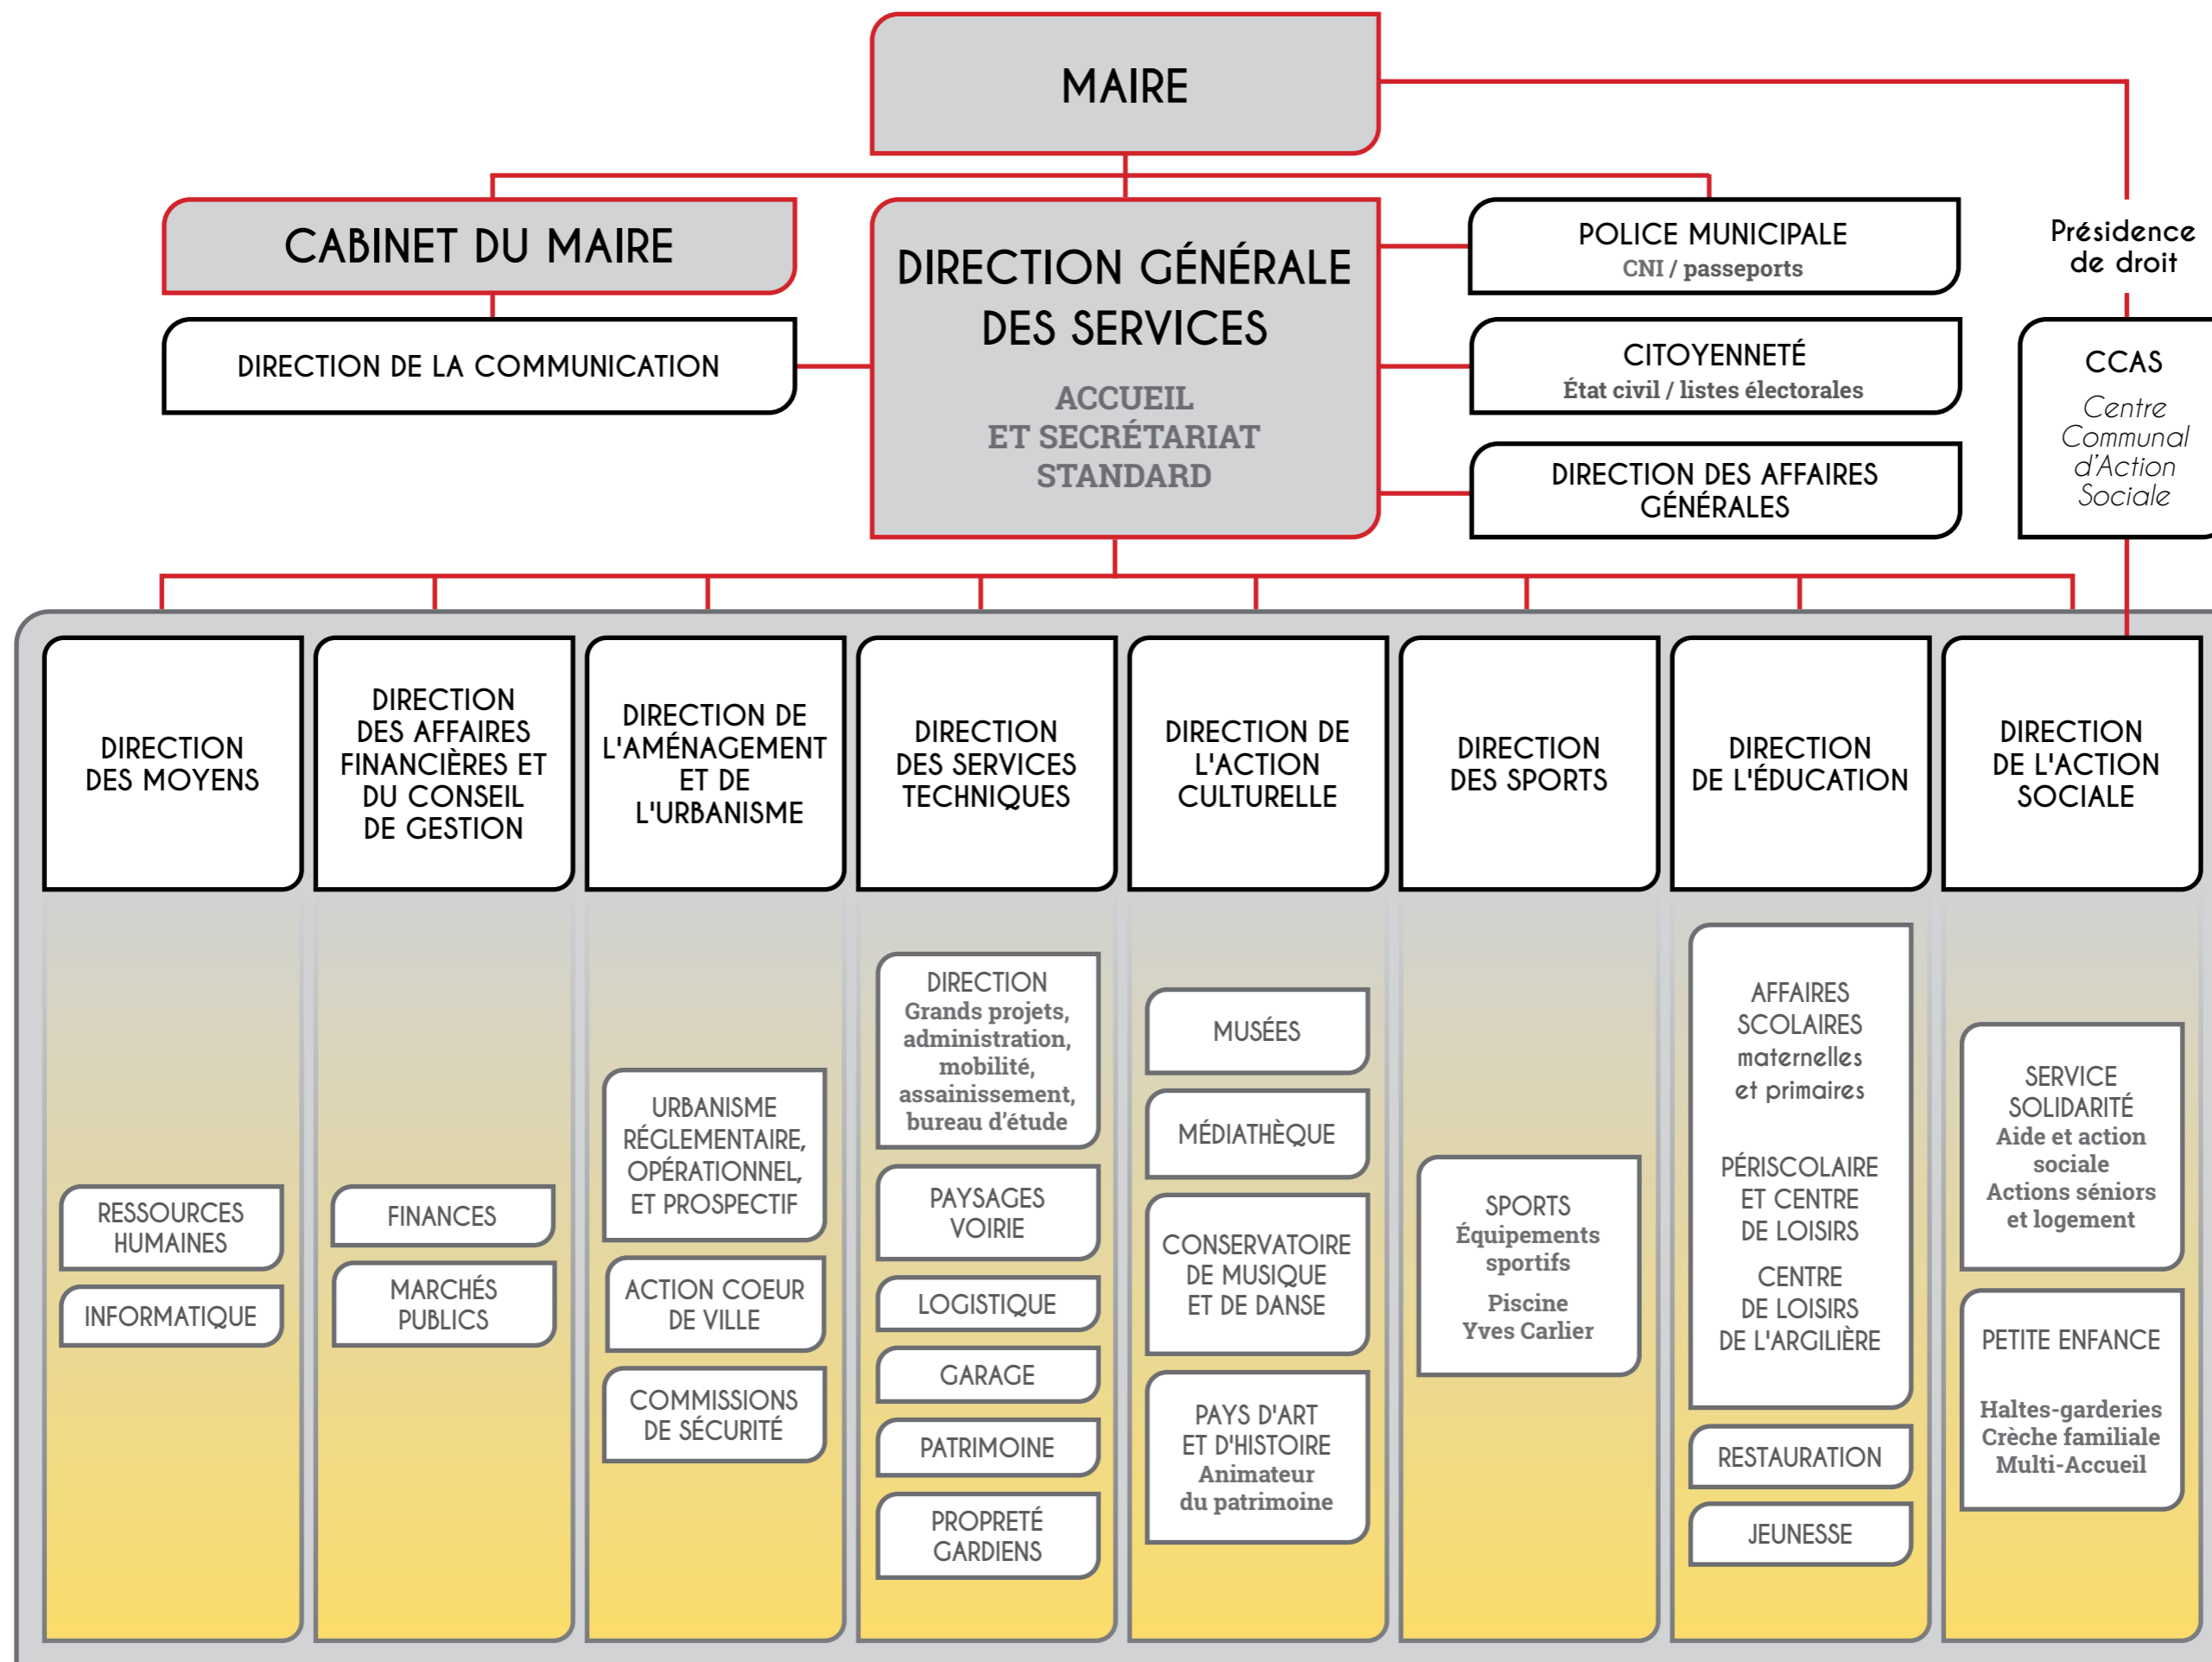 MAIRE
CABINET DU MAIRE
DIRECTION DE LA COMMUNICATION
DIRECTION GÉNÉRALE
DES SERVICES
ACCUEIL
ET SECRÉTARIAT
STANDARD
POLICE MUNICIPALE
CNI / passeports
CITOYENNETÉ
État civil / listes électorales
DIRECTION DES AFFAIRES
GÉNÉRALES
Présidence
de droit
CCAS
Centre
Communal
d'Action
Sociale
DIRECTION
DES MOYENS
RESSOURCES
HUMAINES
INFORMATIQUE
DIRECTION
DES AFFAIRES
FINANCIÈRES ET
DU CONSEIL
DE GESTION
FINANCES
MARCHÉS
PUBLICS
DIRECTION DE
L'AMÉNAGEMENT
ET DE
L'URBANISME
URBANISME
RÉGLEMENTAIRE,
OPÉRATIONNEL,
ET PROSPECTIF
ACTION COEUR
DE VILLE
COMMISSIONS
DE SÉCURITÉ
DIRECTION
DES SERVICES
TECHNIQUES
DIRECTION
Grands projets,
administration,
mobilité,
assainissement,
bureau d'étude
PAYSAGES
VOIRIE
LOGISTIQUE
GARAGE
PATRIMOINE
PROPRETÉ
GARDIENS
DIRECTION DE
L'ACTION
CULTURELLE
MUSÉES
MÉDIATHÈQUE
CONSERVATOIRE
DE MUSIQUE
ET DE DANSE
PAYS D'ART
ET D'HISTOIRE
Animateur
du patrimoine
DIRECTION
DES SPORTS
SPORTS
Équipements
sportifs
Piscine
Yves Carlier
DIRECTION
DE L'ÉDUCATION
AFFAIRES
SCOLAIRES
maternelles
et primaires
PÉRISCOLAIRE
ET CENTRE
DE LOISIRS
CENTRE
DE LOISIRS
DE L'ARGILIÈRE
RESTAURATION
JEUNESSE
DIRECTION
DE L'ACTION
SOCIALE
SERVICE
SOLIDARITÉ
Aide et action
sociale
Actions séniors
et logement
PETITE ENFANCE
Haltes-garderies
Crèche familiale
Multi-Accueil